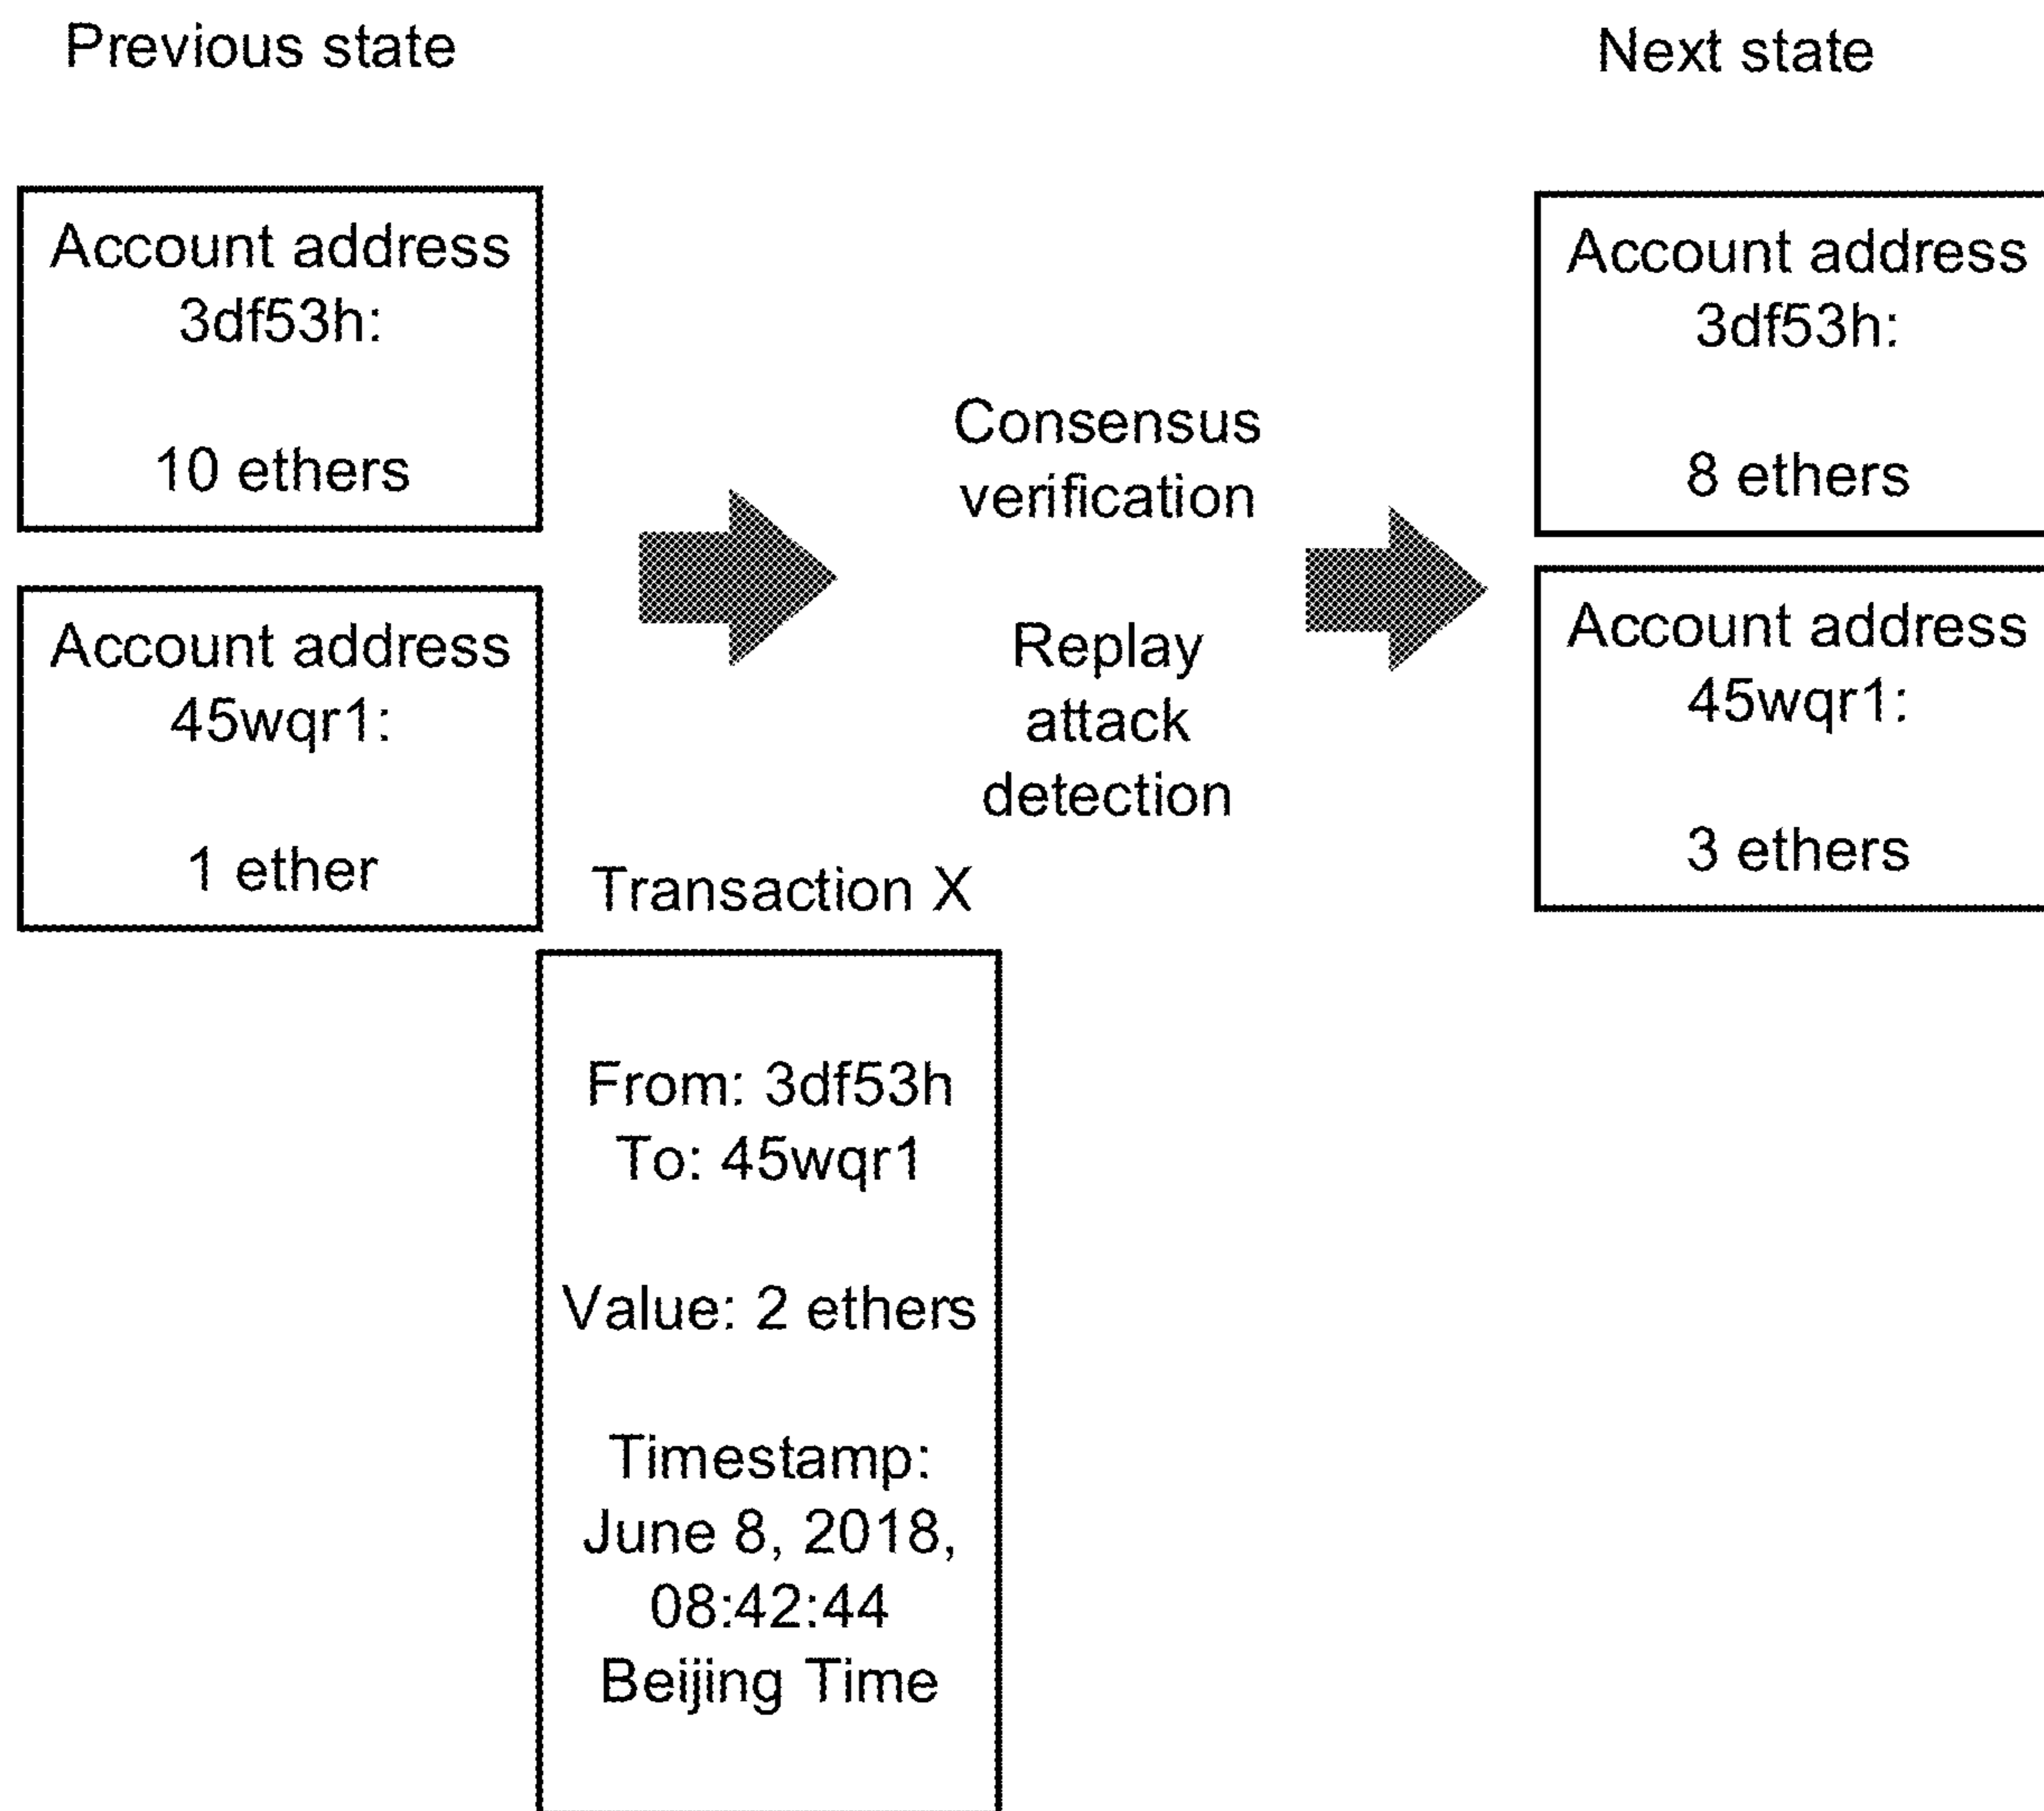 Previous state
Account address
3df53h:
10 ethers
Account address
45wqr1:
1 ether
Transaction X
From: 3df53h
To: 45wqr1
Value: 2 ethers
Timestamp:
June 8, 2018,
08:42:44
Beijing Time
Consensus
verification
Replay
attack
detection
Next state
Account address
3df53h:
8 ethers
Account address
45wqr1:
3 ethers